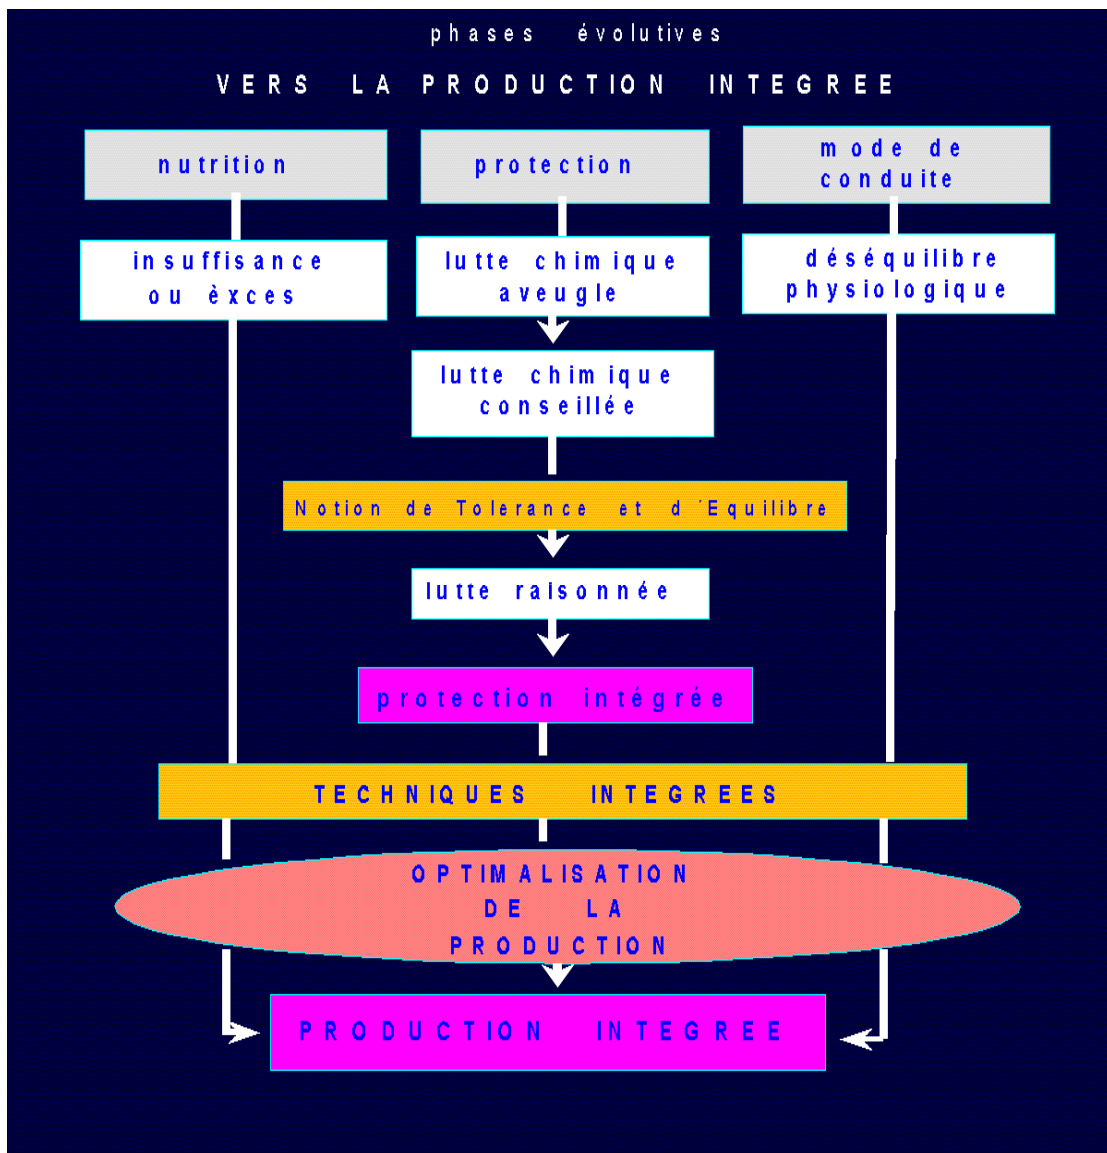 phases évolutives
VERS LA PRODUCTION INTEGREE
nutrition
protection
mode de
conduite
insuffisance
ou èxces
lutte chimique
aveugle
déséquilibre
physiologique
lutte chimique
conseillée
Notion de Tolerance et d´Equilibre
lutte raisonnée
protection intégrée
TECHNIQUES INTEGREES
OPTIMALISATION
DE LA
PRODUCTION
PRODUCTION INTEGREE